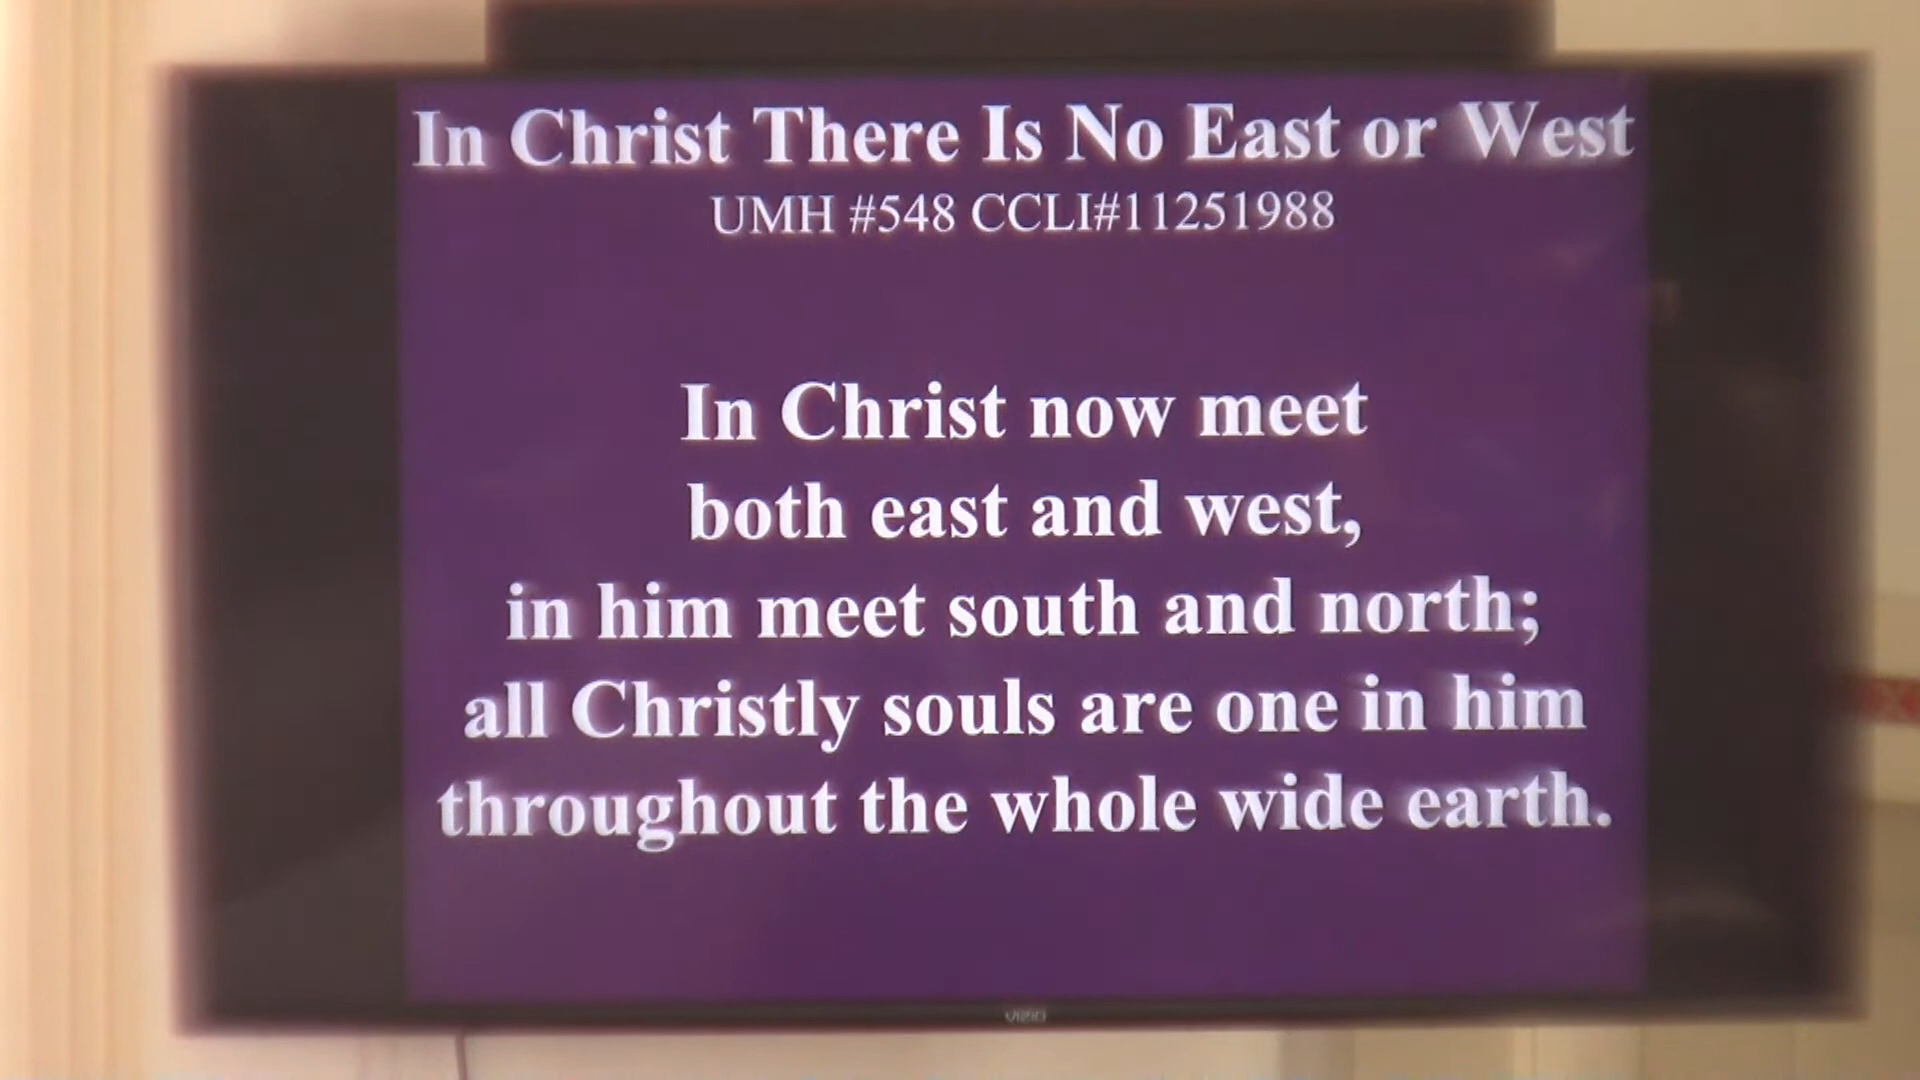 In Christ There Is No East or West
UMH #548 CCLI#11251988
In Christ now meet
both east and west,
in him meet south and north;
all Christly souls are one in him
throughout the whole wide earth.
VIZIO